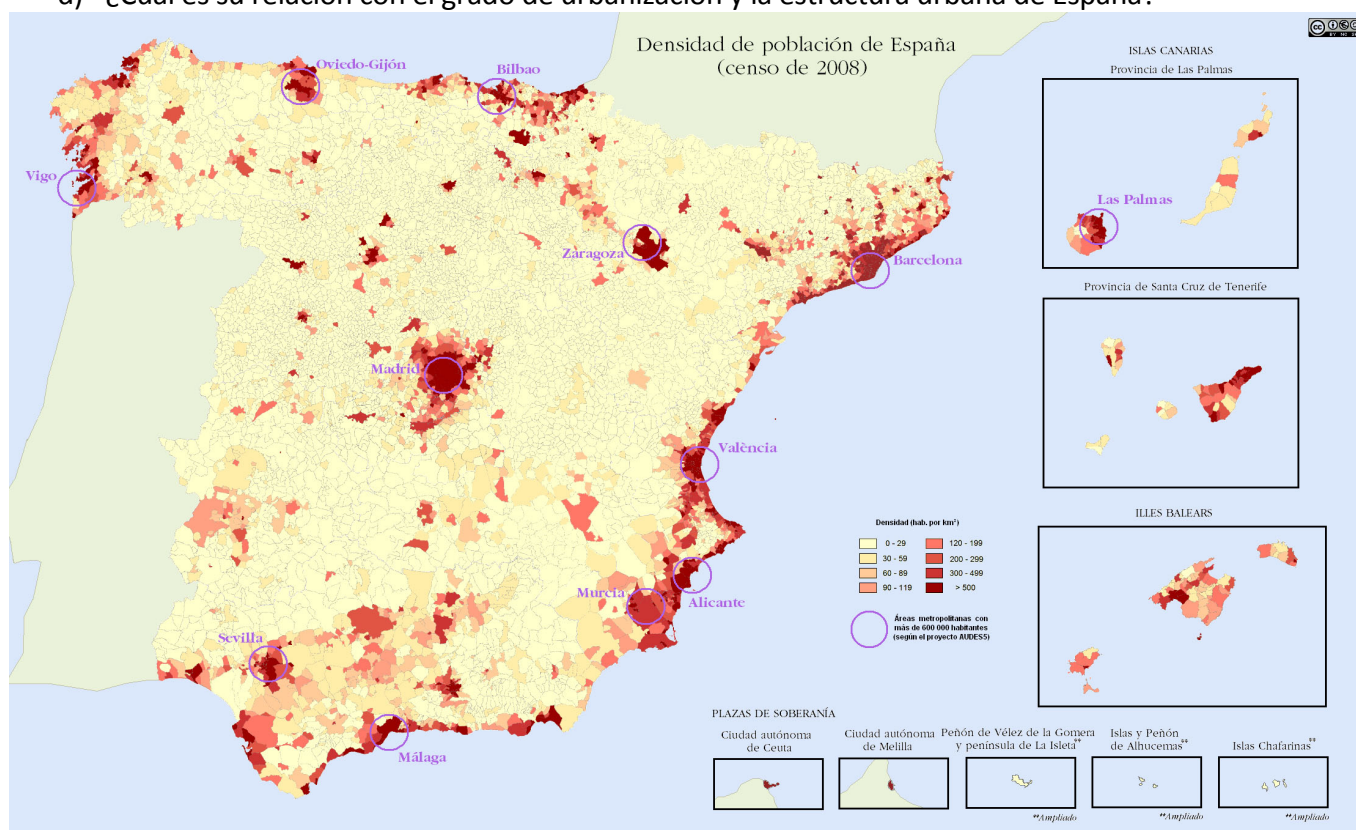 d) ¿Cuál es su relación con el grado de urbanización y la estructura urbana de España?
Densidad de población de España
(censo de 2008)
Oviedo-Gijón
Bilbao
Vigo
Zaragoza
Barcelona
Madrid
València
Alicante
Murcia
Sevilla
Málaga
ISLAS CANARIAS
Provincia de Las Palmas
Las Palmas
Provincia de Santa Cruz de Tenerife
ILLES BALEARS
Densidad (hab. por km²)
0 - 29
30 - 59
60 - 89
90 - 119
120 - 199
200 - 299
300 - 499
> 500
Áreas metropolitanas con
más de 600 000 habitantes
(según el proyecto AUDES5)
PLAZAS DE SOBERANÍA
Ciudad autónoma
de Ceuta
Ciudad autónoma
de Melilla
Peñón de Vélez de la Gomera
y península de La Isleta**
**Ampliado
Islas y Peñón
de Alhucemas**
**Ampliado
Islas Chafarinas**
**Ampliado